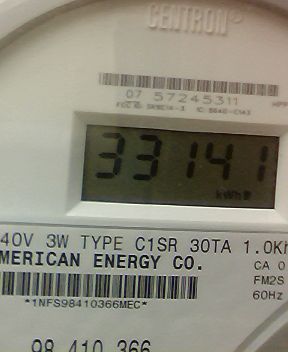 CENTRON®
07 57245311
33141
kWh
40V 3W TYPE C1SR 30TA 1.0Kh
MERICAN ENERGY CO.
CA 0
FM2S
60Hz
*1NFS98410366MEC*
98 410 366